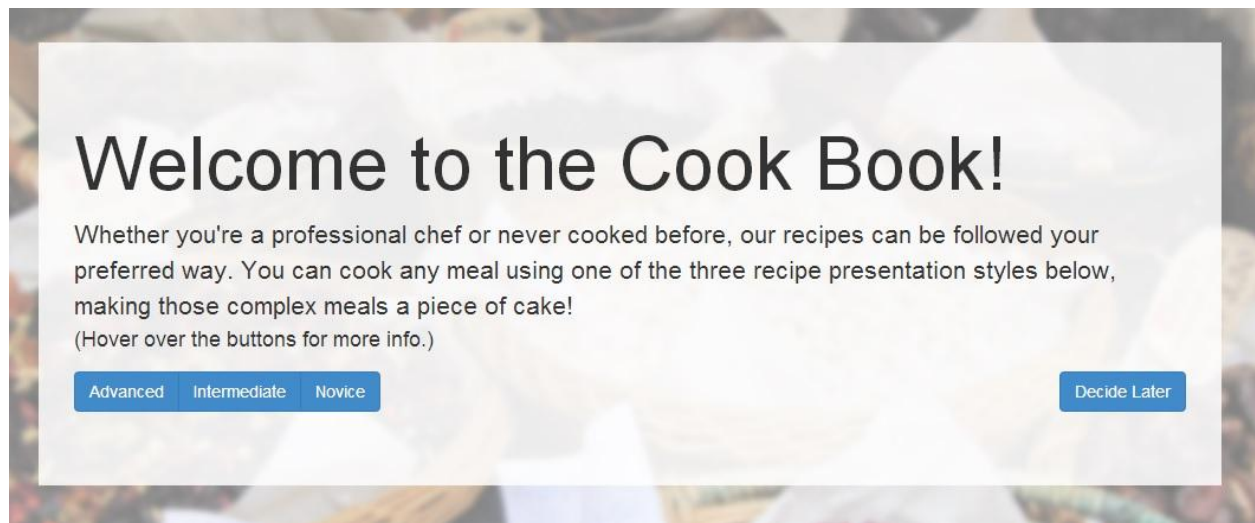 Welcome to the Cook Book!
Whether you're a professional chef or never cooked before, our recipes can be followed your
preferred way. You can cook any meal using one of the three recipe presentation styles below,
making those complex meals a piece of cake!
(Hover over the buttons for more info.)
Advanced Intermediate Novice Decide Later